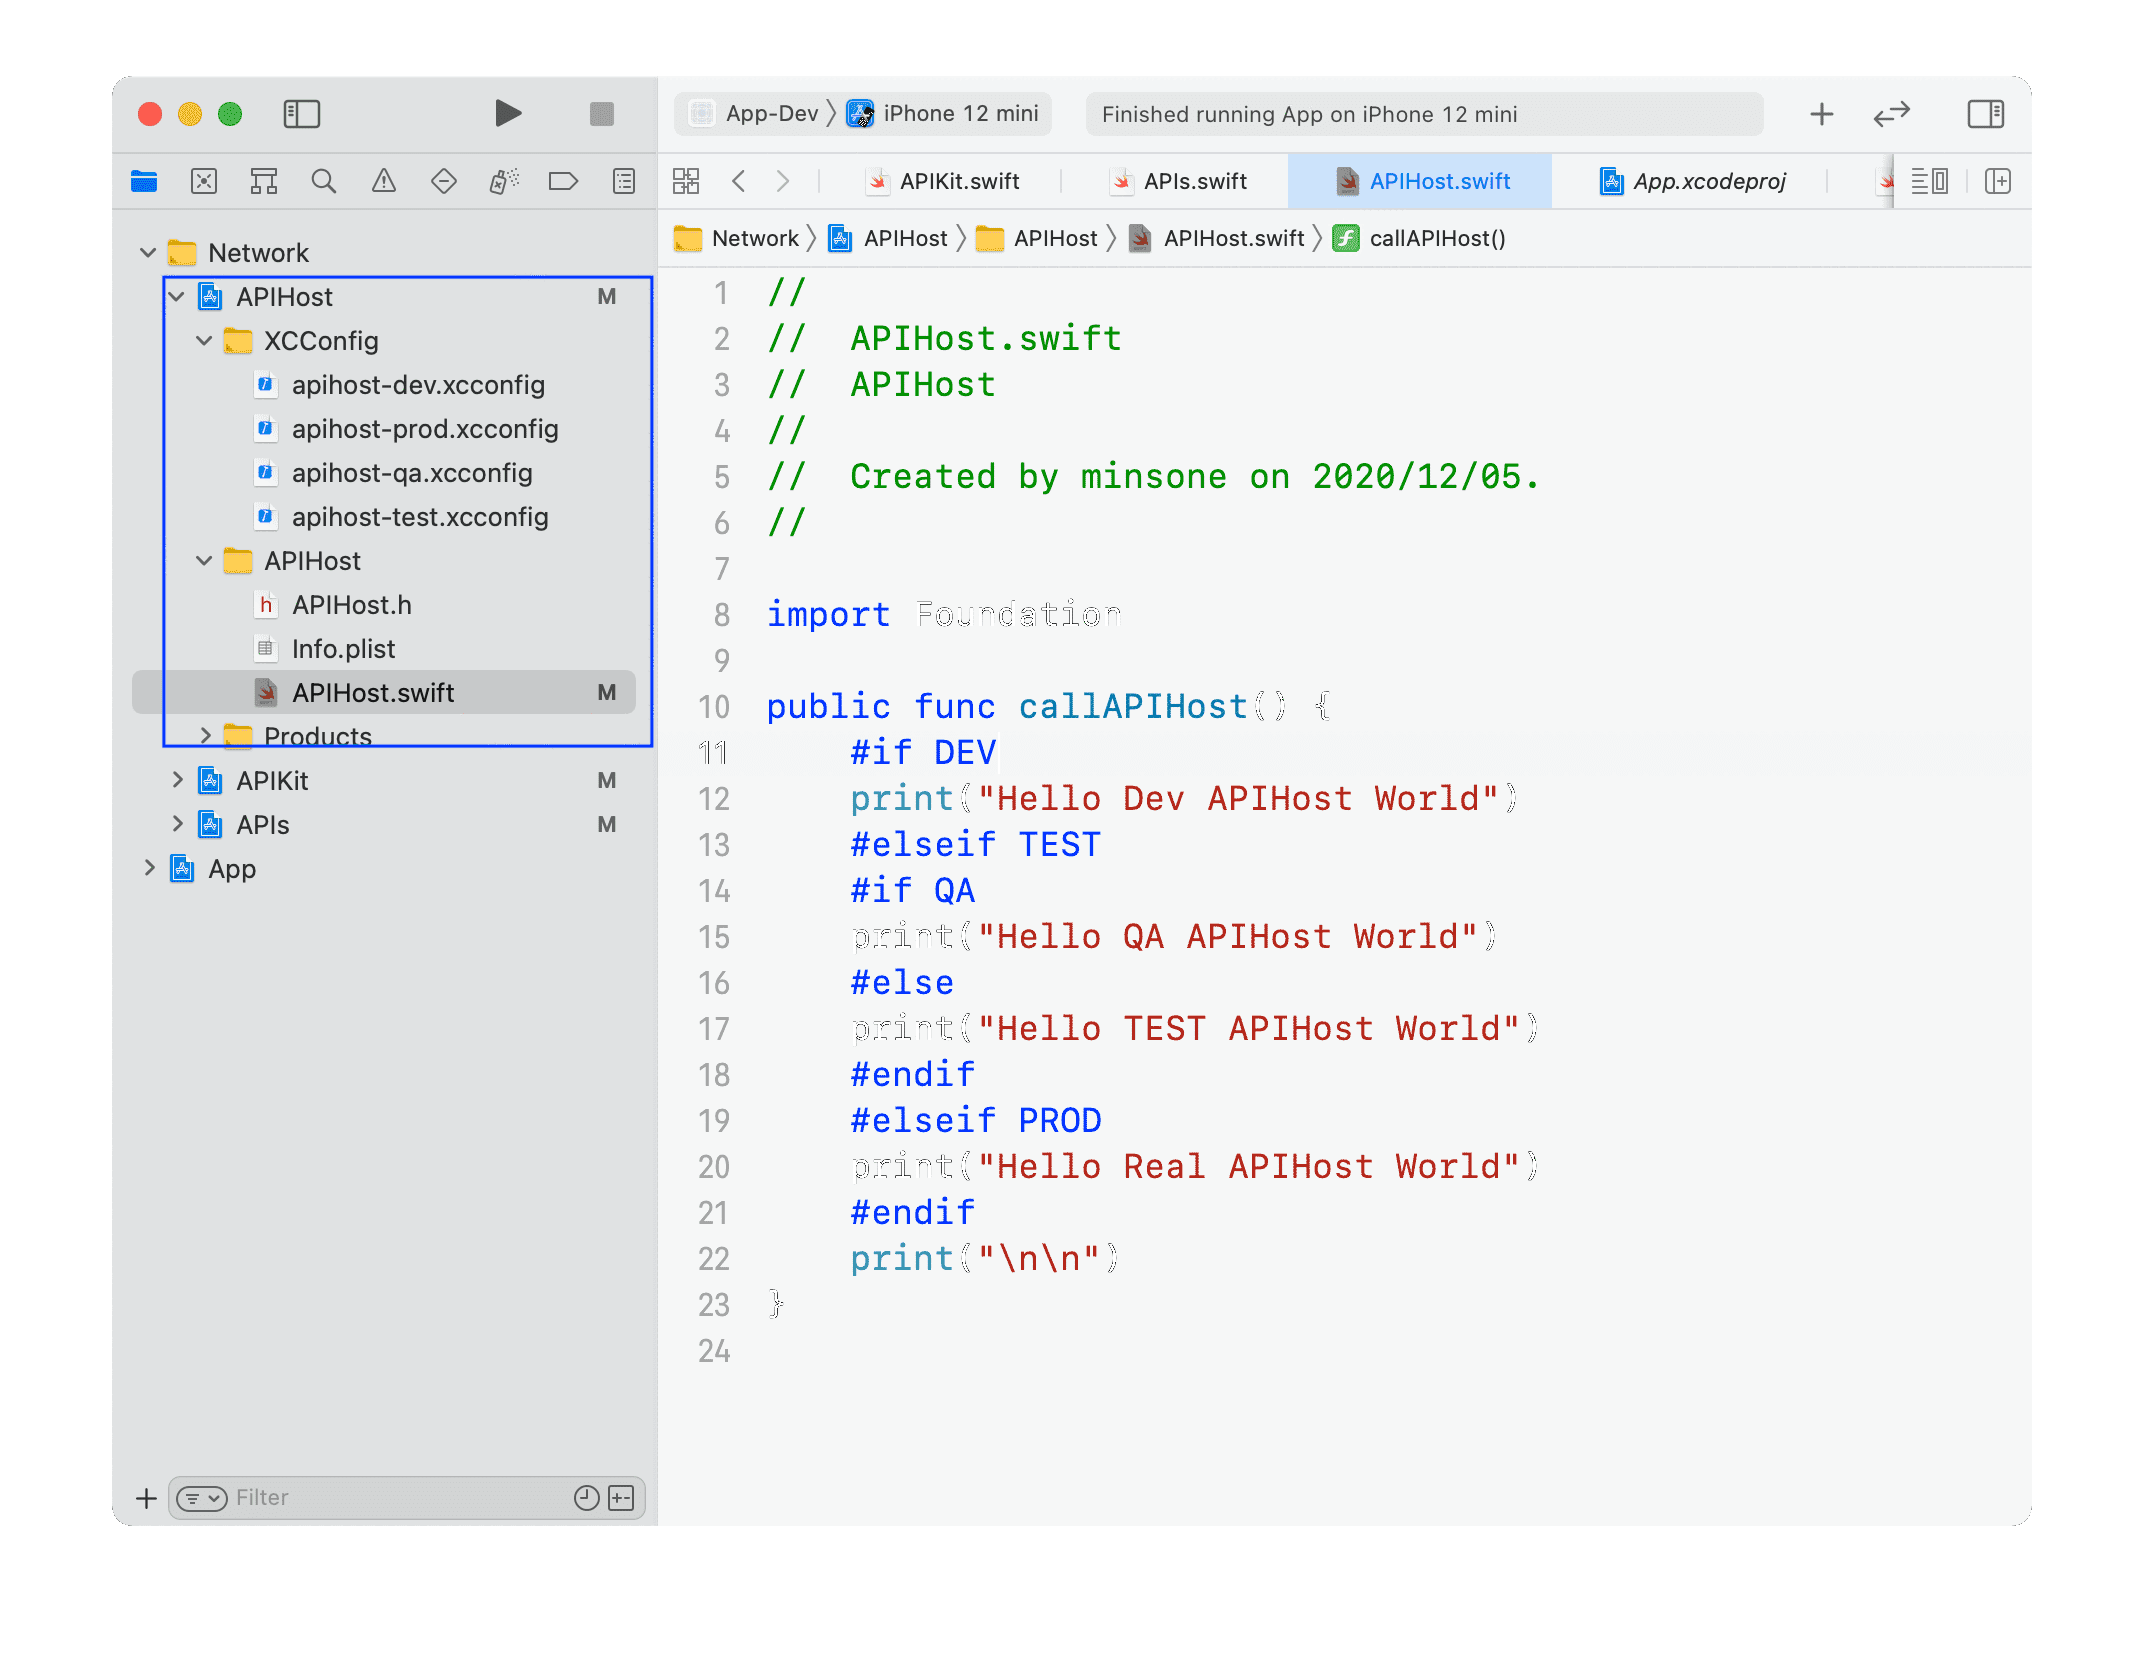 App-Dev
iPhone 12 mini
Finished running App on iPhone 12 mini
APIKit.swift
APIs.swift
APIHost.swift
App.xcodeproj
Network
APIHost
APIHost
APIHost.swift
callAPIHost()
Network
APIHost M
XCConfig
apihost-dev.xcconfig
apihost-prod.xcconfig
apihost-qa.xcconfig
apihost-test.xcconfig
APIHost
APIHost.h
Info.plist
APIHost.swift M
Products
APIKit M
APIs M
App
Filter
1 //
2 //  APIHost.swift
3 //  APIHost
4 //
5 //  Created by minsone on 2020/12/05.
6 //
7
8 import Foundation
9
10 public func callAPIHost() {
11     #if DEV
12     print("Hello Dev APIHost World")
13     #elseif TEST
14     #if QA
15     print("Hello QA APIHost World")
16     #else
17     print("Hello TEST APIHost World")
18     #endif
19     #elseif PROD
20     print("Hello Real APIHost World")
21     #endif
22     print("\n\n")
23 }
24